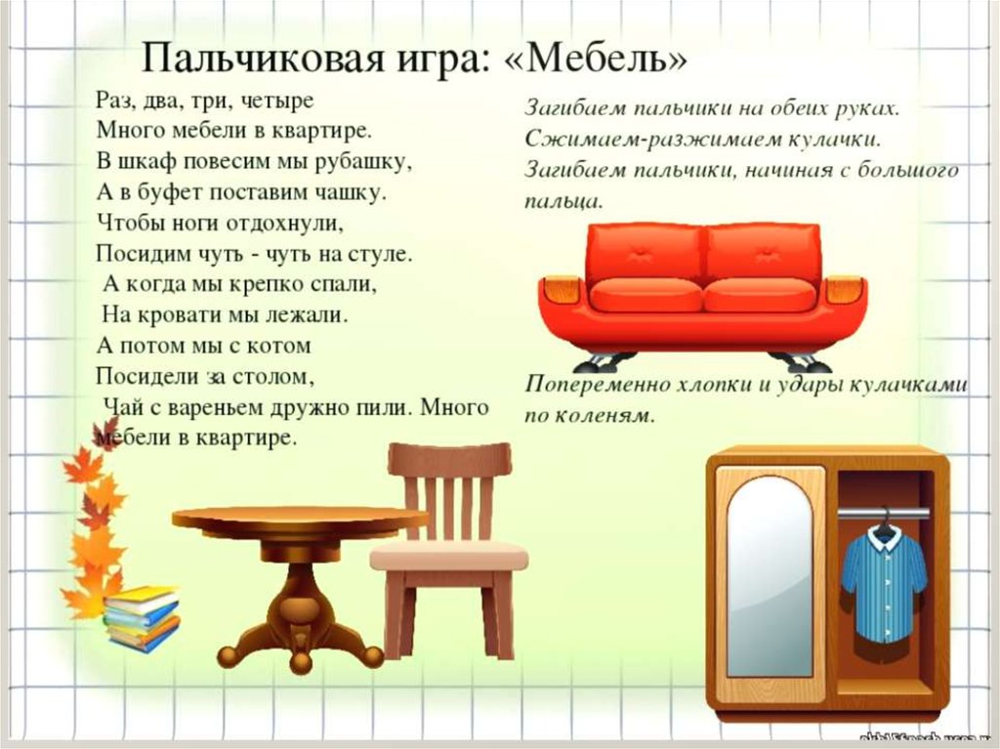 Пальчиковая игра: «Мебель»
Раз, два, три, четыре
Много мебели в квартире.
В шкаф повесим мы рубашку,
А в буфет поставим чашку.
Чтобы ноги отдохнули,
Посидим чуть - чуть на стуле.
А когда мы крепко спали,
На кровати мы лежали.
А потом мы с котом
Посидели за столом,
Чай с вареньем дружно пили. Много
мебели в квартире.
Загибаем пальчики на обеих руках.
Сжимаем-разжимаем кулачки.
Загибаем пальчики, начиная с большого
пальца.
Попеременно хлопки и удары кулачками
по коленям.